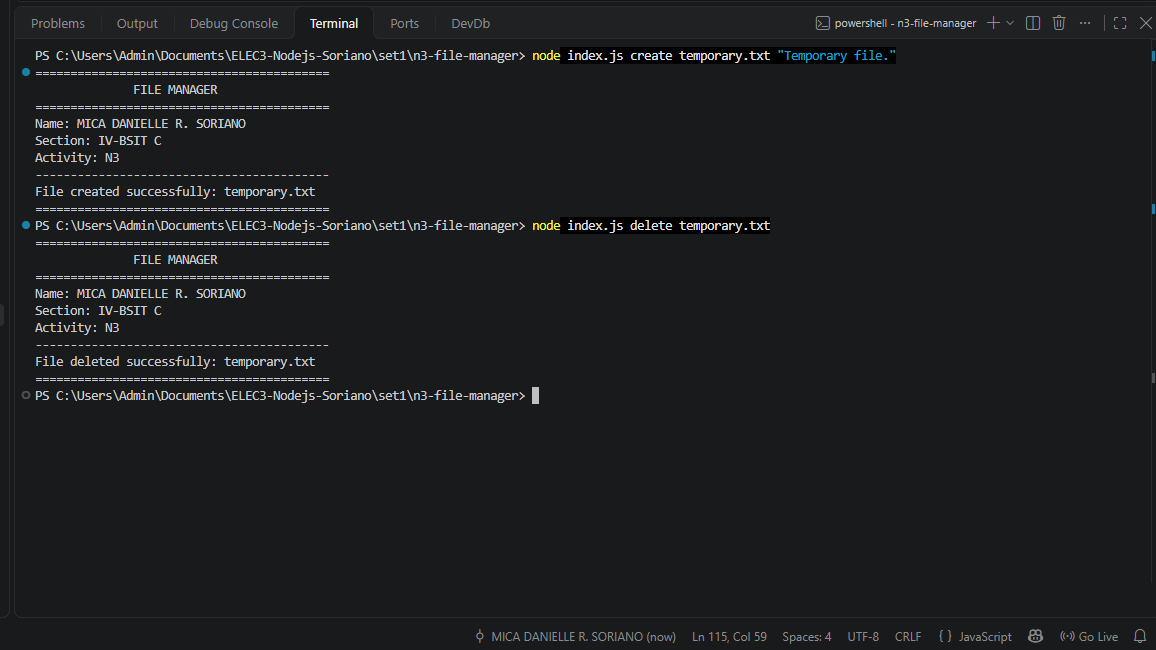 Problems Output Debug Console Terminal Ports DevDb powershell - n3-file-manager
PS C:\Users\Admin\Documents\ELEC3-Nodejs-Soriano\set1\n3-file-manager> node index.js create temporary.txt "Temporary file."
==========================================
FILE MANAGER
==========================================
Name: MICA DANIELLE R. SORIANO
Section: IV-BSIT C
Activity: N3
------------------------------------------
File created successfully: temporary.txt
==========================================
PS C:\Users\Admin\Documents\ELEC3-Nodejs-Soriano\set1\n3-file-manager> node index.js delete temporary.txt
==========================================
FILE MANAGER
==========================================
Name: MICA DANIELLE R. SORIANO
Section: IV-BSIT C
Activity: N3
------------------------------------------
File deleted successfully: temporary.txt
==========================================
PS C:\Users\Admin\Documents\ELEC3-Nodejs-Soriano\set1\n3-file-manager>
MICA DANIELLE R. SORIANO (now) Ln 115, Col 59 Spaces: 4 UTF-8 CRLF { } JavaScript Go Live